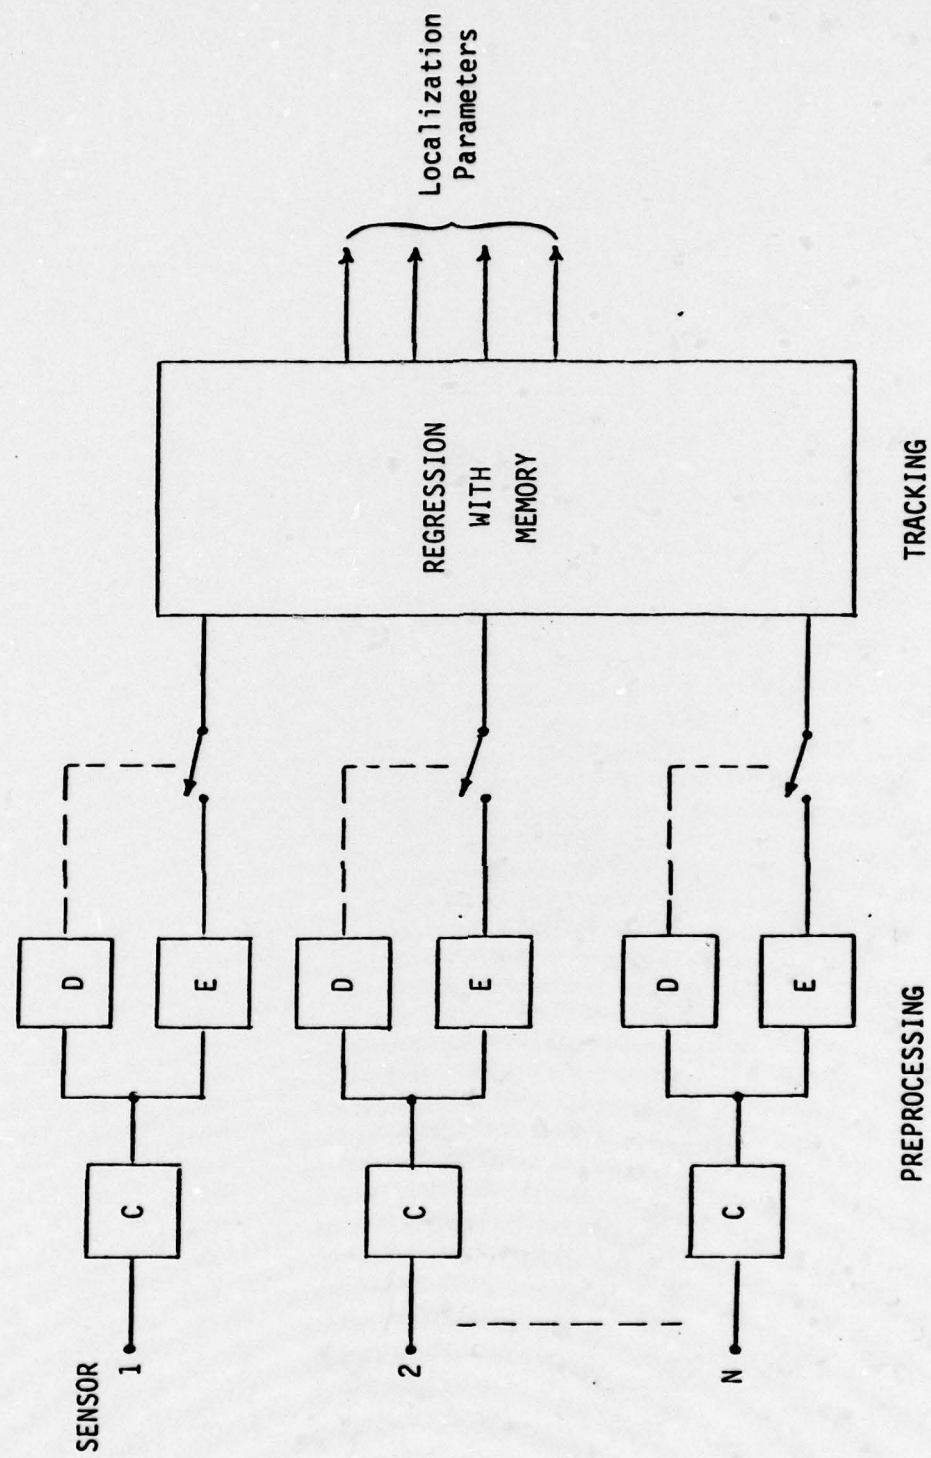 SENSOR
1
C
D
E
2
C
D
E
N
C
D
E
REGRESSION
WITH
MEMORY
Localization
Parameters
PREPROCESSING
TRACKING